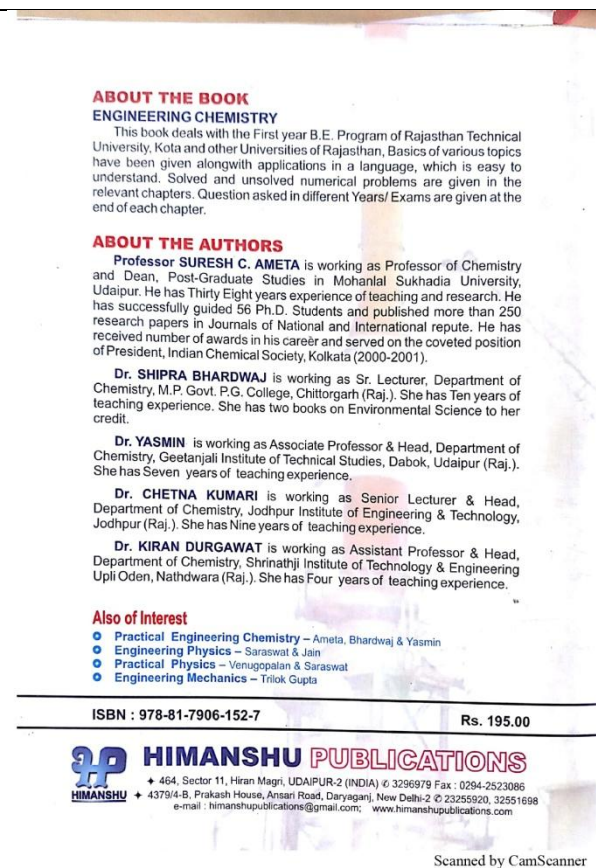 ABOUT THE BOOK
ENGINEERING CHEMISTRY
This book deals with the First year B.E. Program of Rajasthan Technical
University, Kota and other Universities of Rajasthan, Basics of various topics
have been given alongwith applications in a language, which is easy to
understand. Solved and unsolved numerical problems are given in the
relevant chapters. Question asked in different Years/ Exams are given at the
end of each chapter.
ABOUT THE AUTHORS
Professor SURESH C. AMETA is working as Professor of Chemistry
and Dean, Post-Graduate Studies in Mohanlal Sukhadia University,
Udaipur. He has Thirty Eight years experience of teaching and research. He
has successfully guided 56 Ph.D. Students and published more than 250
research papers in Journals of National and International repute. He has
received number of awards in his career and served on the coveted position
of President, Indian Chemical Society, Kolkata (2000-2001).
Dr. SHIPRA BHARDWAJ is working as Sr. Lecturer, Department of
Chemistry, M.P. Govt. P.G. College, Chittorgarh (Raj.). She has Ten years of
teaching experience. She has two books on Environmental Science to her
credit.
Dr. YASMIN is working as Associate Professor & Head, Department of
Chemistry, Geetanjali Institute of Technical Studies, Dabok, Udaipur (Raj.).
She has Seven years of teaching experience.
Dr. CHETNA KUMARI is working as Senior Lecturer & Head,
Department of Chemistry, Jodhpur Institute of Engineering & Technology,
Jodhpur (Raj.). She has Nine years of teaching experience.
Dr. KIRAN DURGAWAT is working as Assistant Professor & Head,
Department of Chemistry, Shrinathji Institute of Technology & Engineering
Upli Oden, Nathdwara (Raj.). She has Four years of teaching experience.
Also of Interest
Practical Engineering Chemistry – Ameta, Bhardwaj & Yasmin
Engineering Physics – Saraswat & Jain
Practical Physics – Venugopalan & Saraswat
Engineering Mechanics – Trilok Gupta
ISBN : 978-81-7906-152-7 Rs. 195.00
HIMANSHU PUBLICATIONS
464, Sector 11, Hiran Magri, UDAIPUR-2 (INDIA) ✆ 3296979 Fax : 0294-2523086
HIMANSHU 4379/4-B, Prakash House, Ansari Road, Daryaganj, New Delhi-2 ✆ 23255920, 32551698
e-mail : himanshupublications@gmail.com; www.himanshupublications.com
Scanned by CamScanner